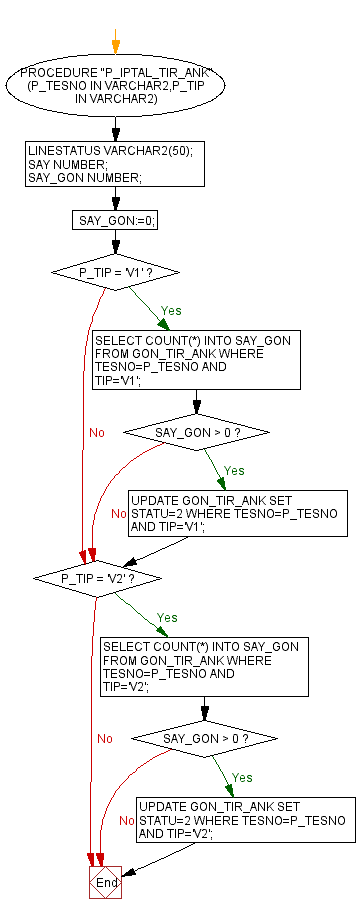 PROCEDURE "P_IPTAL_TIR_ANK"
(P_TESNO IN VARCHAR2,P_TIP
IN VARCHAR2)
LINESTATUS VARCHAR2(50);
SAY NUMBER;
SAY_GON NUMBER;
SAY_GON:=0;
P_TIP = 'V1' ?
Yes
SELECT COUNT(*) INTO SAY_GON
FROM GON_TIR_ANK WHERE
TESNO=P_TESNO AND
TIP='V1';
No
SAY_GON > 0 ?
Yes
UPDATE GON_TIR_ANK SET
STATU=2 WHERE TESNO=P_TESNO
AND TIP='V1';
No
P_TIP = 'V2' ?
Yes
SELECT COUNT(*) INTO SAY_GON
FROM GON_TIR_ANK WHERE
TESNO=P_TESNO AND
TIP='V2';
No
SAY_GON > 0 ?
Yes
UPDATE GON_TIR_ANK SET
STATU=2 WHERE TESNO=P_TESNO
AND TIP='V2';
No
End